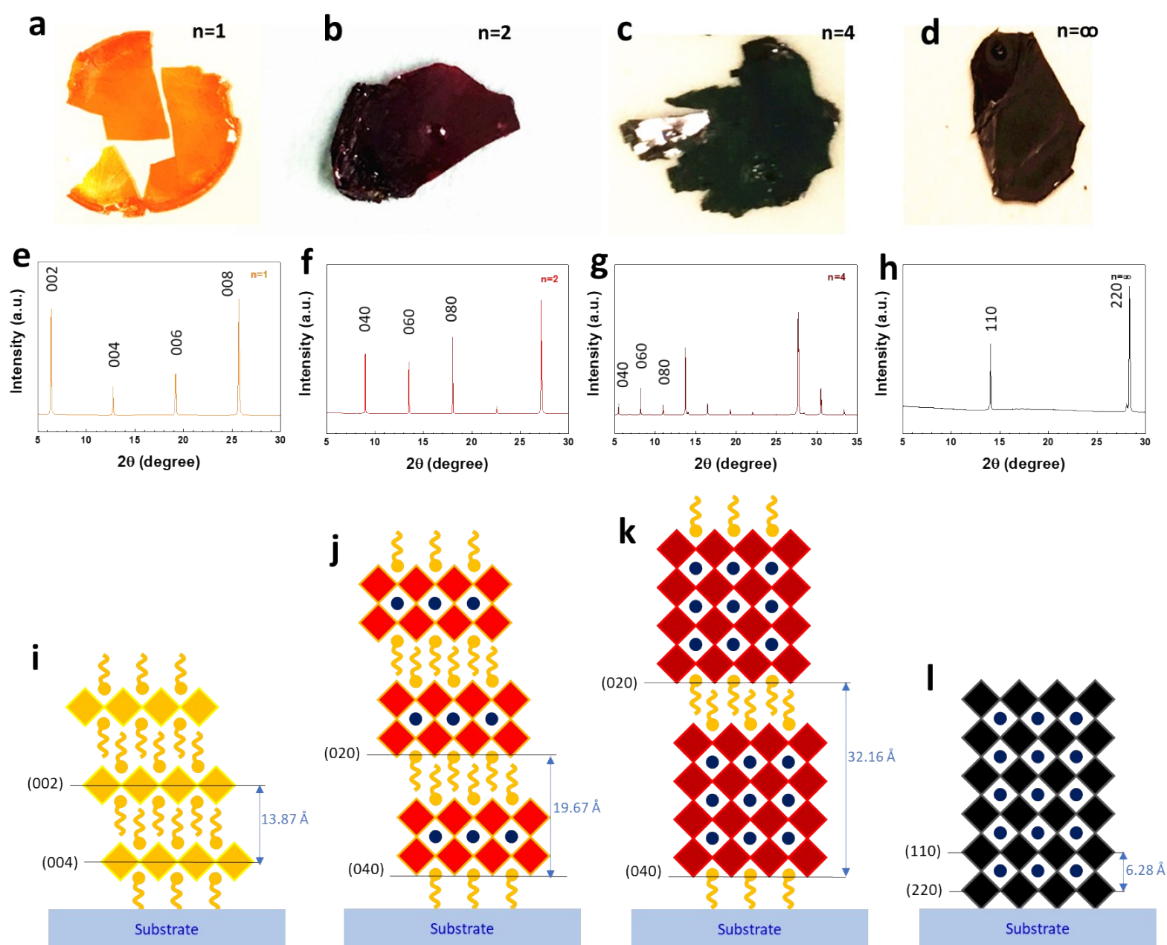 a
n=1
b
n=2
c
n=4
d
n=∞
e
n=1
002
004
006
008
Intensity (a.u.)
5 10 15 20 25 30
2θ (degree)
f
n=2
040
060
080
Intensity (a.u.)
5 10 15 20 25 30
2θ (degree)
g
n=4
040
060
080
Intensity (a.u.)
5 10 15 20 25 30 35
2θ (degree)
h
n=∞
110
220
Intensity (a.u.)
5 10 15 20 25 30
2θ (degree)
i
(002)
13.87 Å
(004)
Substrate
j
(020)
19.67 Å
(040)
Substrate
k
(020)
32.16 Å
(040)
Substrate
l
(110)
6.28 Å
(220)
Substrate